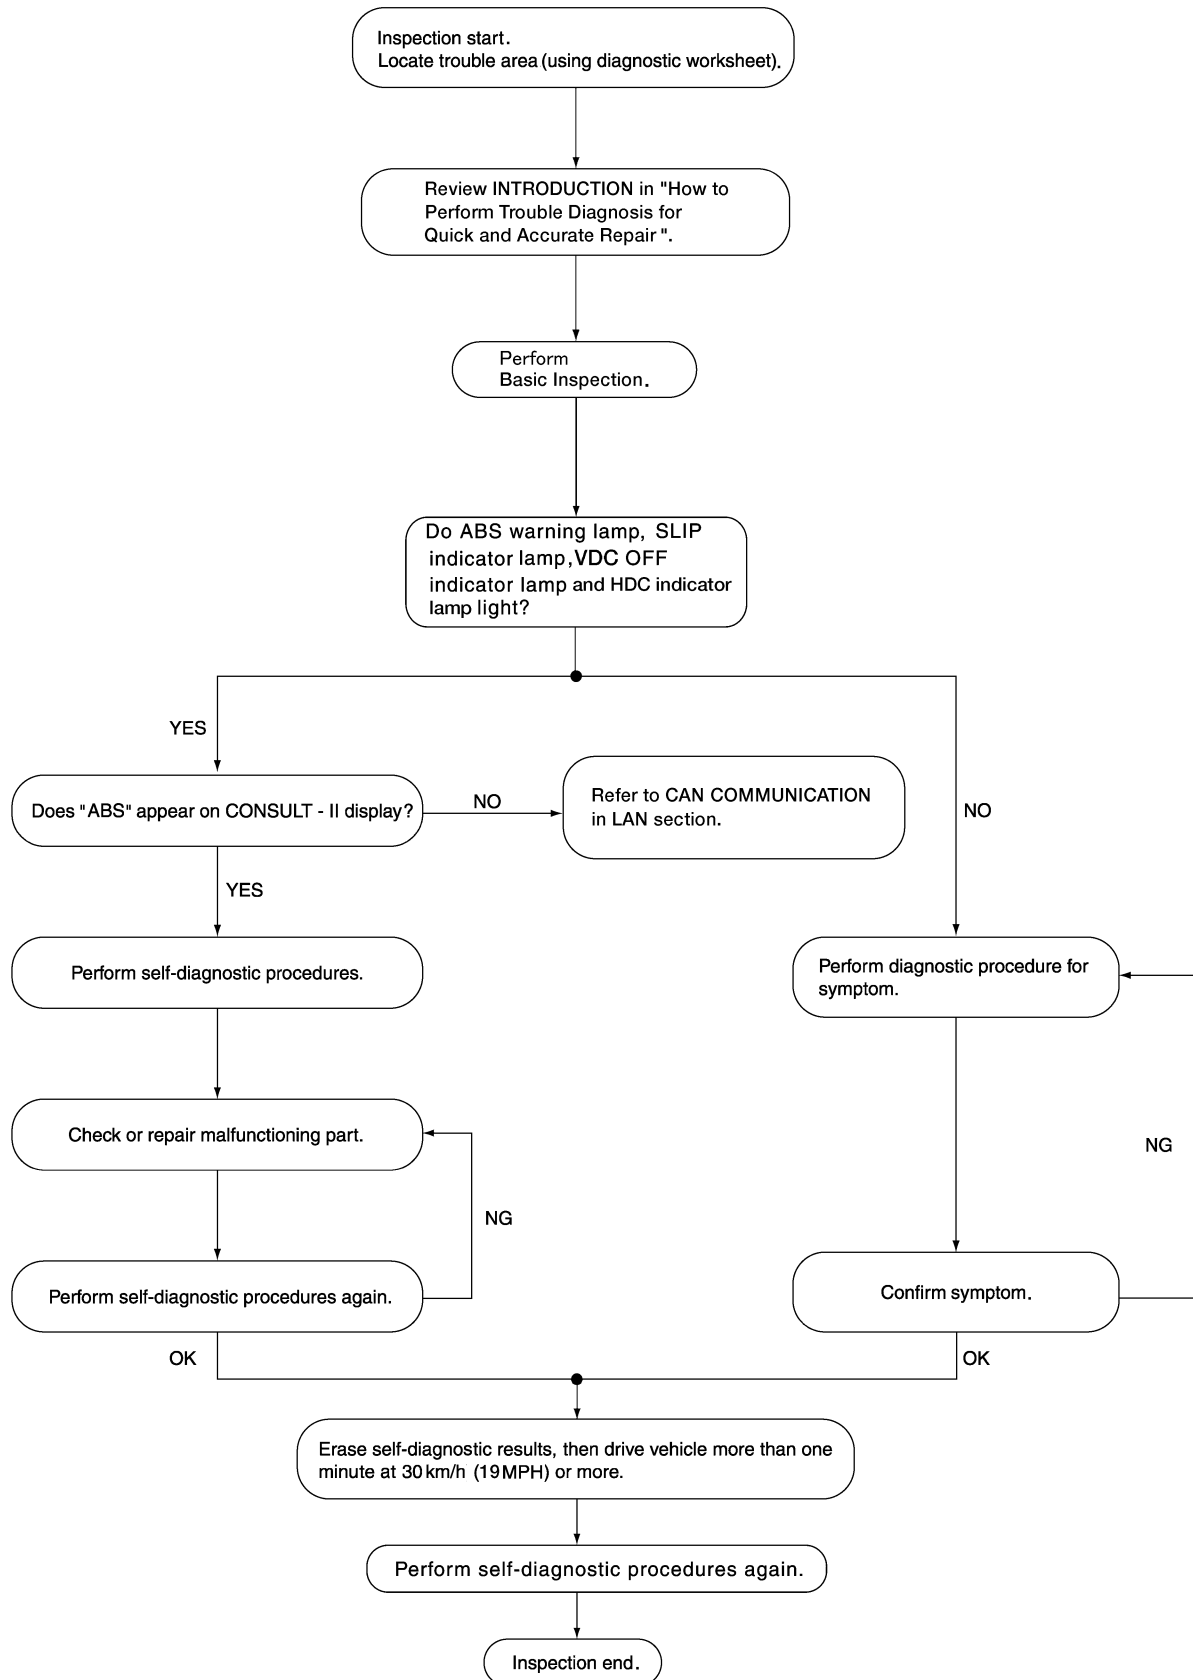 Inspection start.
Locate trouble area (using diagnostic worksheet).
Review INTRODUCTION in "How to
Perform Trouble Diagnosis for
Quick and Accurate Repair ".
Perform
Basic Inspection.
Do ABS warning lamp, SLIP
indicator lamp, VDC OFF
indicator lamp and HDC indicator
lamp light?
YES
Does "ABS" appear on CONSULT - II display?
NO
Refer to CAN COMMUNICATION
in LAN section.
NO
YES
Perform self-diagnostic procedures.
Perform diagnostic procedure for
symptom.
Check or repair malfunctioning part.
NG
NG
Perform self-diagnostic procedures again.
Confirm symptom.
OK
OK
Erase self-diagnostic results, then drive vehicle more than one
minute at 30 km/h (19 MPH) or more.
Perform self-diagnostic procedures again.
Inspection end.